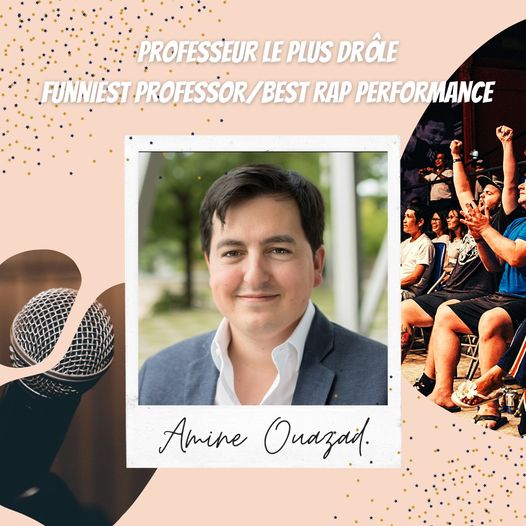 PROFESSEUR LE PLUS DRÔLE
FUNNIEST PROFESSOR/BEST RAP PERFORMANCE
Amine Ouazad.